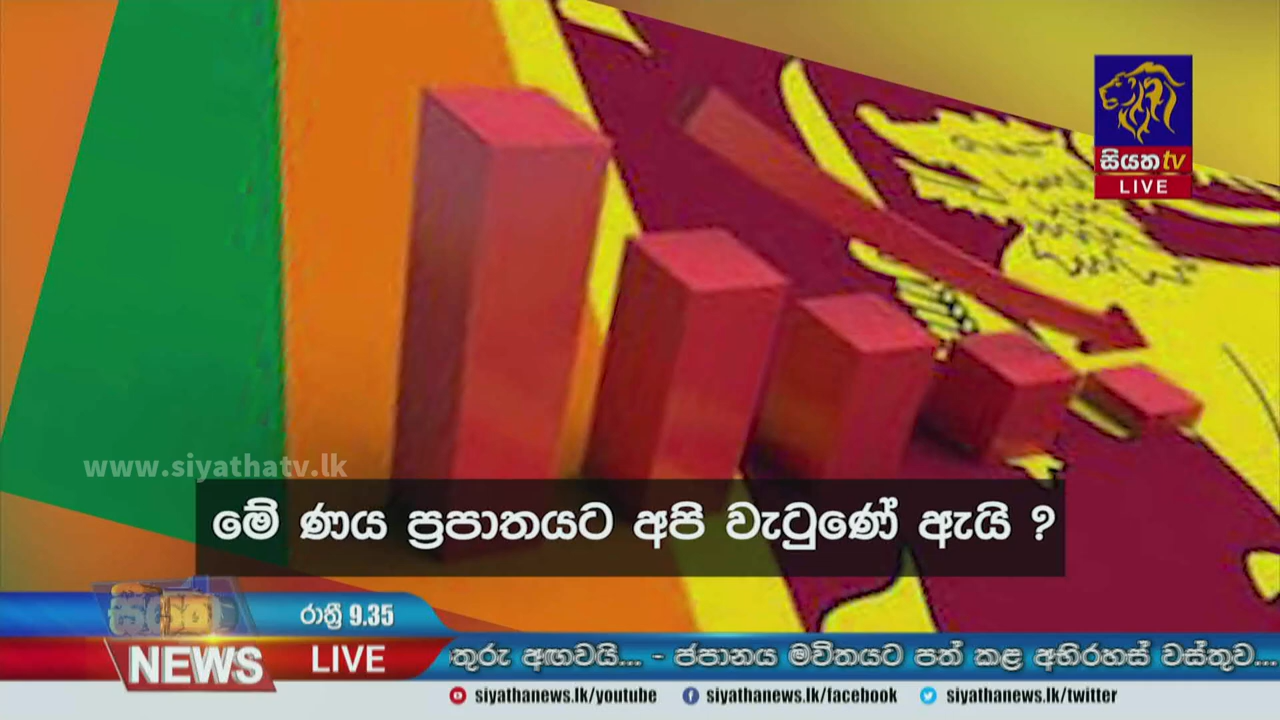 සියත tv
LIVE
www.siyathatv.lk
මේ ණය ප්‍රපාතයට අපි වැටුණේ ඇයි ?
රාත්‍රී 9.35
NEWS
LIVE
තුරු අඟවයි... - ජපානය මවිතයට පත් කළ අභිරහස් වස්තුව...
siyathanews.lk/youtube
siyathanews.lk/facebook
siyathanews.lk/twitter